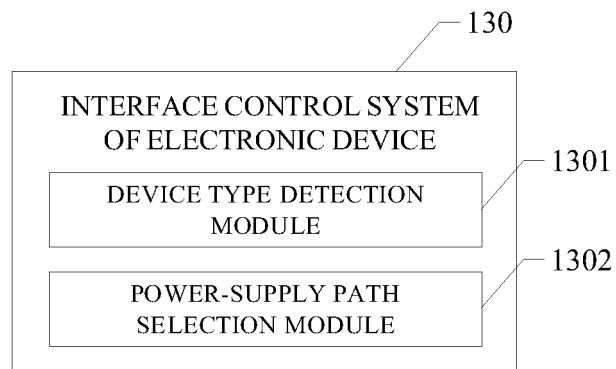 130
INTERFACE CONTROL SYSTEM
OF ELECTRONIC DEVICE
1301
DEVICE TYPE DETECTION
MODULE
1302
POWER-SUPPLY PATH
SELECTION MODULE